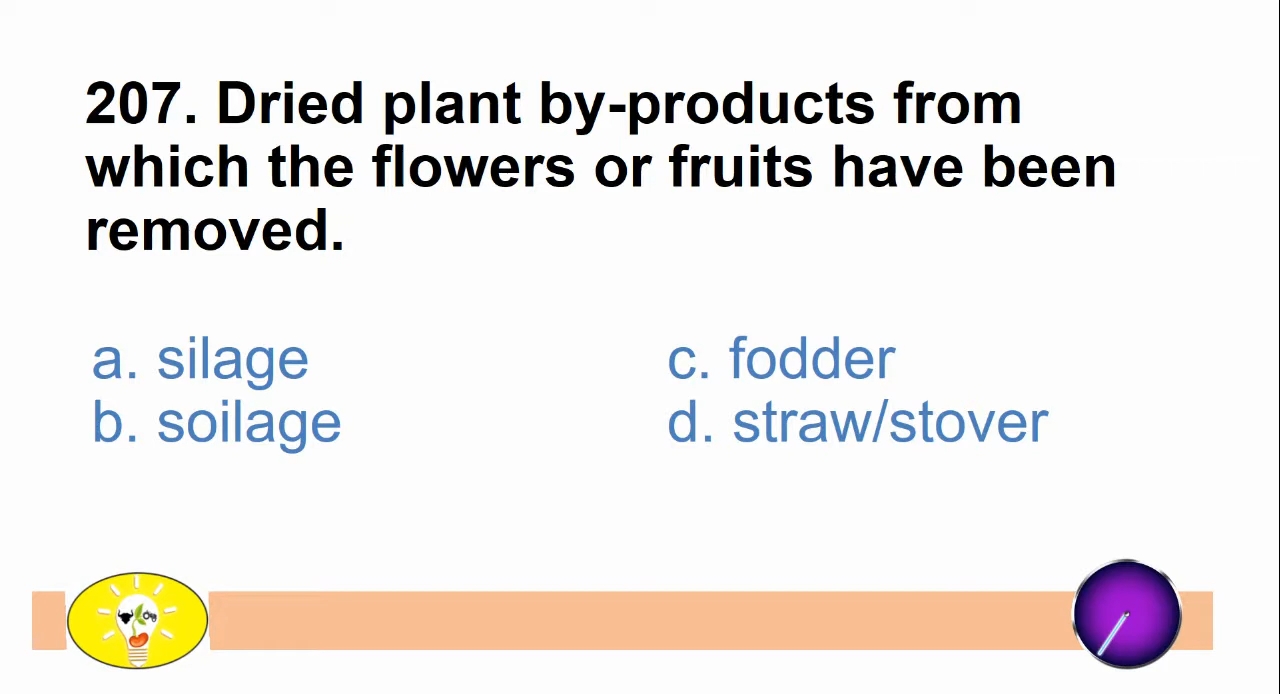 207. Dried plant by-products from
which the flowers or fruits have been
removed.
a. silage
b. soilage
c. fodder
d. straw/stover